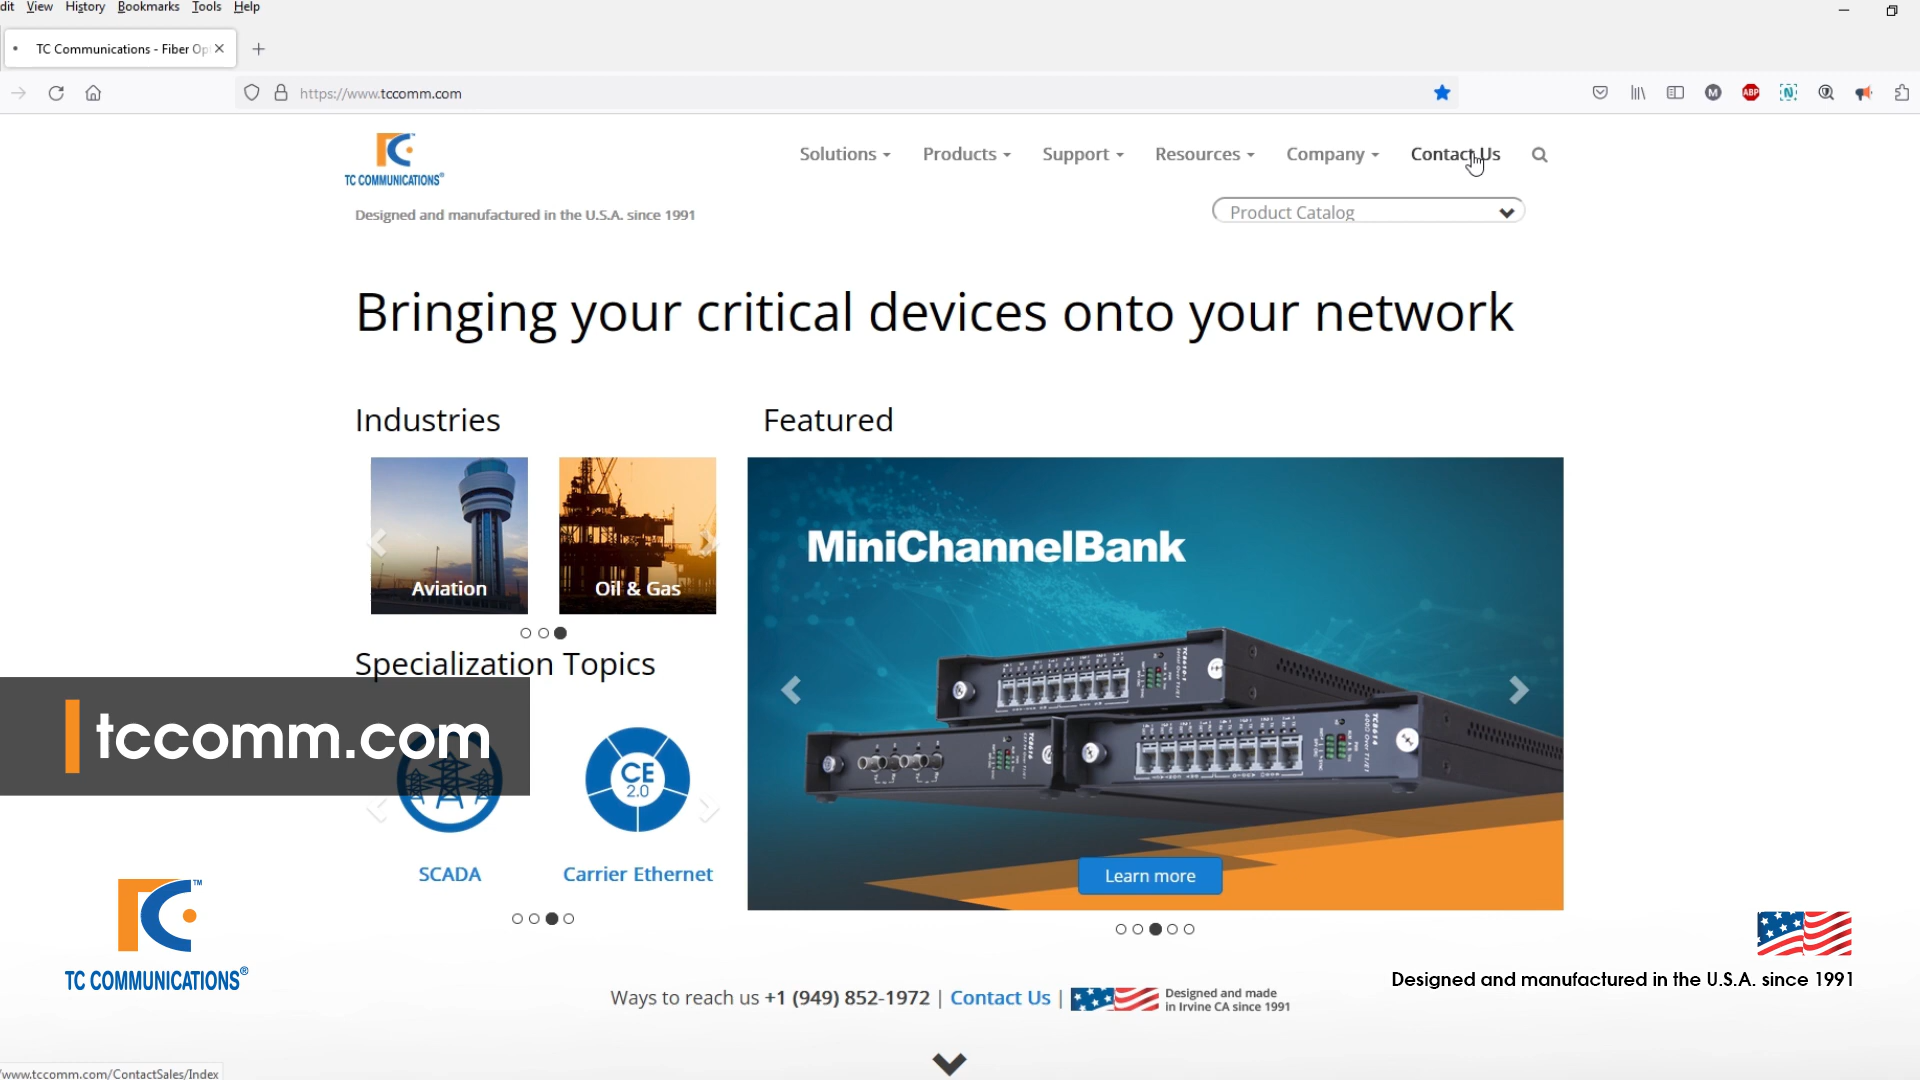 dit View History Bookmarks Tools Help
TC Communications - Fiber Op
https://www.tccomm.com
M ABP N
TC COMMUNICATIONS®
Solutions Products Support Resources Company Contact Us
Designed and manufactured in the U.S.A. since 1991
Product Catalog
Bringing your critical devices onto your network
Industries
Featured
Aviation
Oil & Gas
MiniChannelBank
Specialization Topics
tccomm.com
CE
2.0
SCADA
Carrier Ethernet
Learn more
TC COMMUNICATIONS®
Designed and manufactured in the U.S.A. since 1991
Ways to reach us +1 (949) 852-1972 | Contact Us |
Designed and made
in Irvine CA since 1991
www.tccomm.com/ContactSales/Index